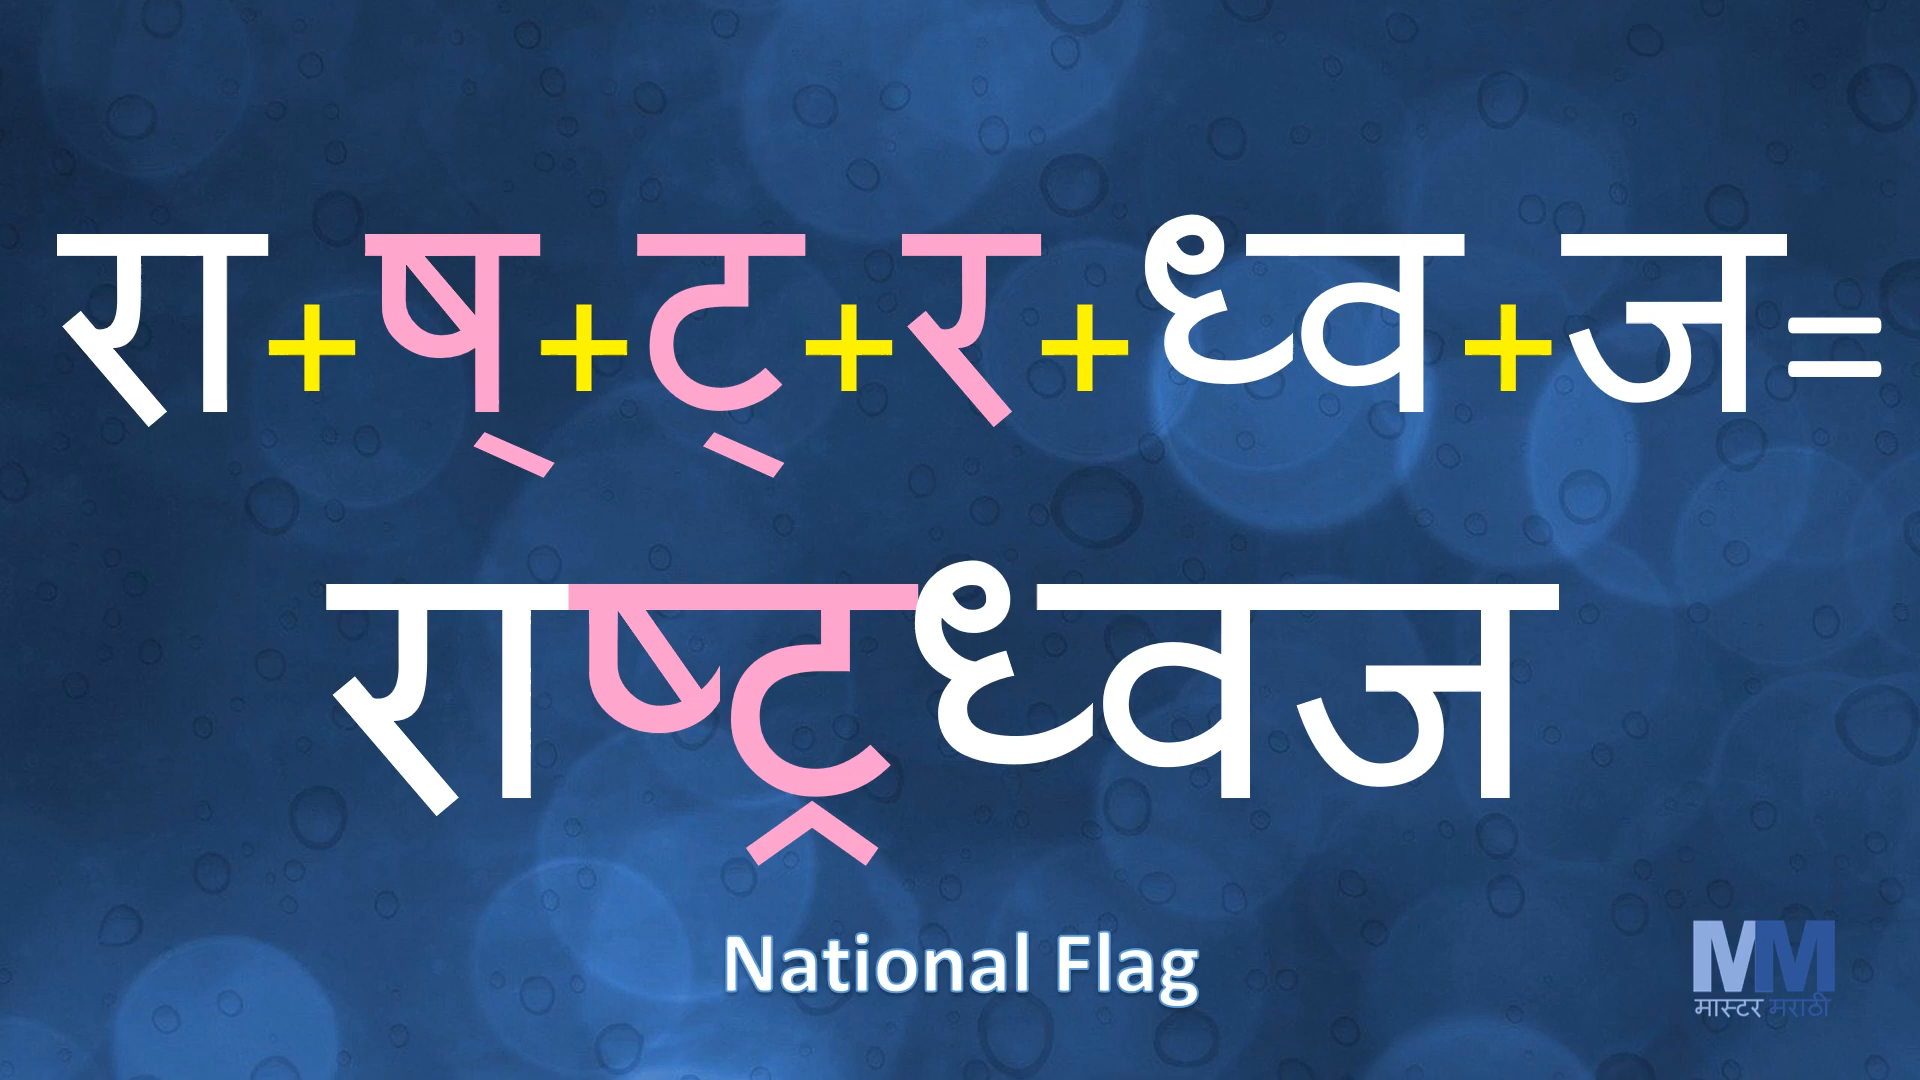 रा+ष्+ट्+र+ध्व+ज=
राष्ट्रध्वज
National Flag
MM
मास्टर मराठी